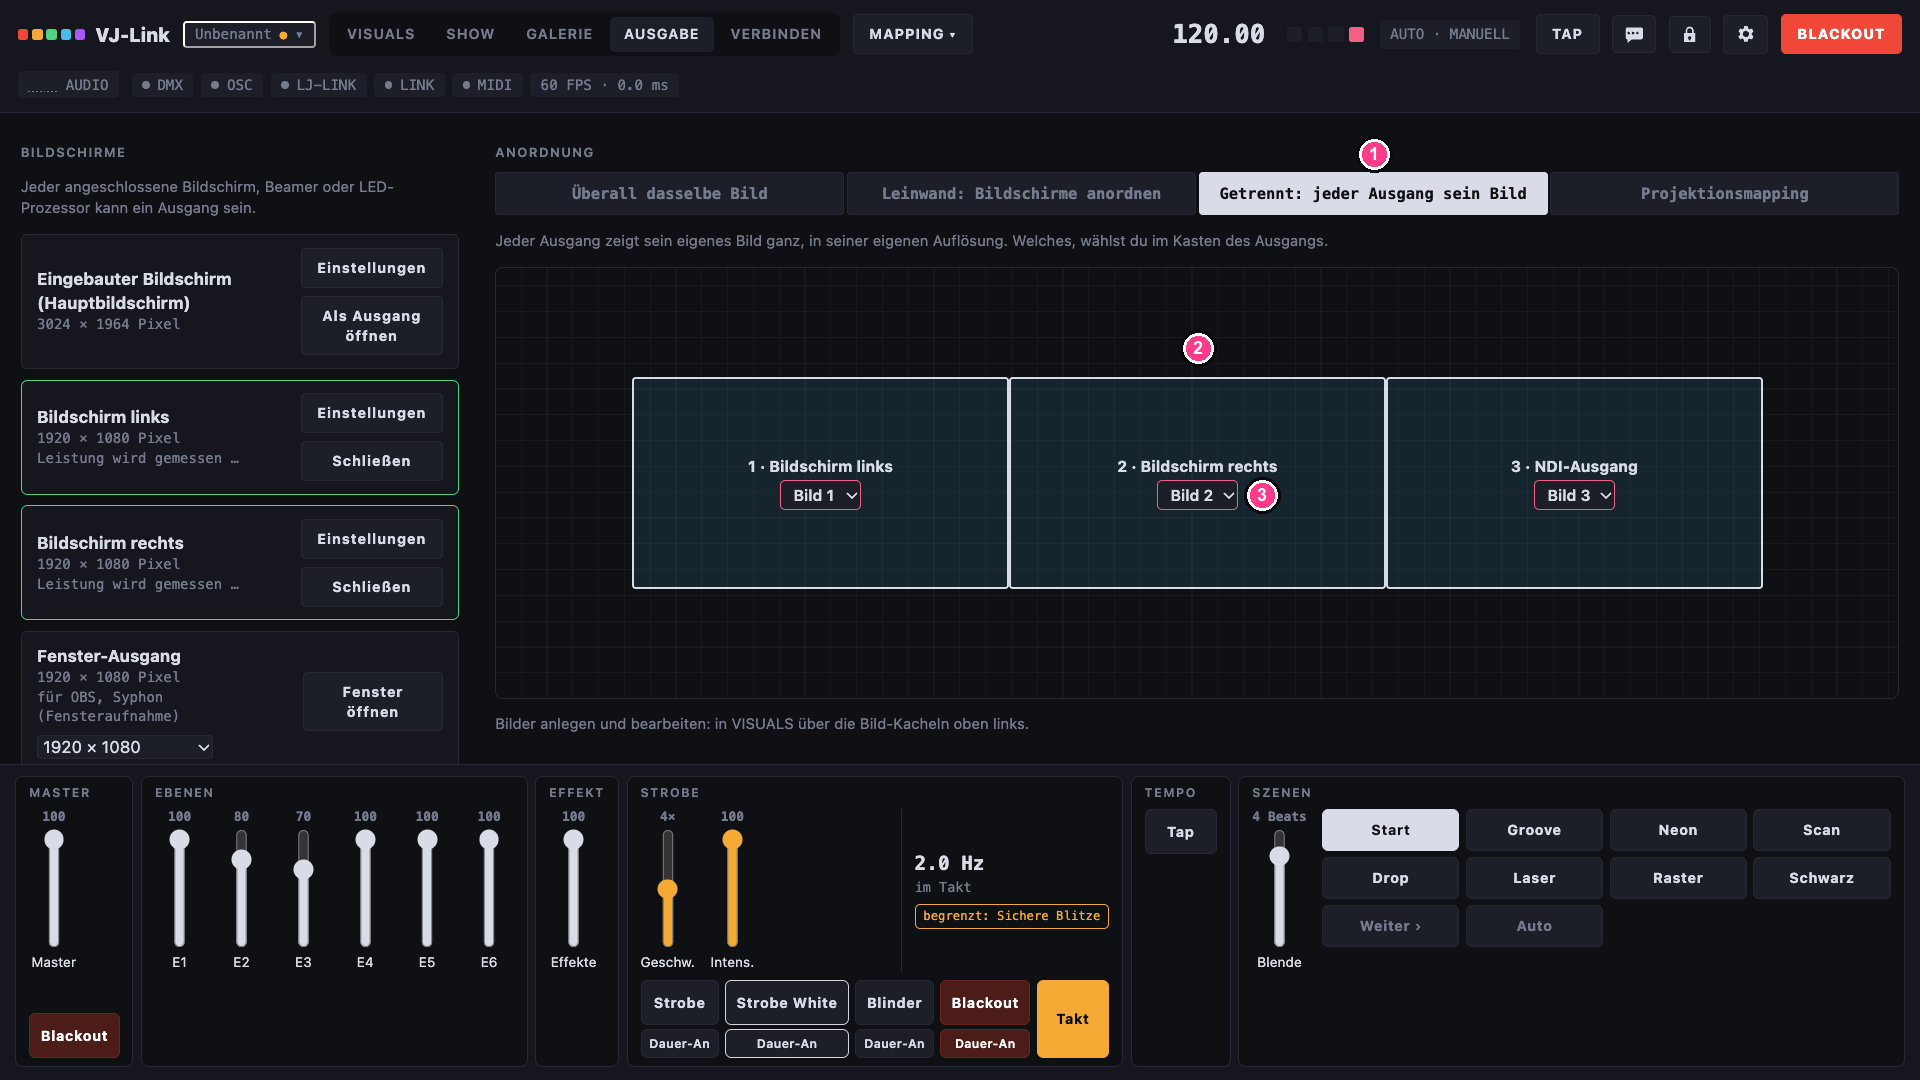 VJ-Link
Unbenannt
VISUALS
SHOW
GALERIE
AUSGABE
VERBINDEN
MAPPING
120.00
AUTO · MANUELL
TAP
BLACKOUT
AUDIO
DMX
OSC
LJ-LINK
LINK
MIDI
60 FPS · 0.0 ms
BILDSCHIRME
Jeder angeschlossene Bildschirm, Beamer oder LED-
Prozessor kann ein Ausgang sein.
Eingebauter Bildschirm
(Hauptbildschirm)
3024 × 1964 Pixel
Einstellungen
Als Ausgang
öffnen
Bildschirm links
1920 × 1080 Pixel
Leistung wird gemessen …
Einstellungen
Schließen
Bildschirm rechts
1920 × 1080 Pixel
Leistung wird gemessen …
Einstellungen
Schließen
Fenster-Ausgang
1920 × 1080 Pixel
für OBS, Syphon
(Fensteraufnahme)
1920 × 1080
Fenster
öffnen
ANORDNUNG
1
Überall dasselbe Bild
Leinwand: Bildschirme anordnen
Getrennt: jeder Ausgang sein Bild
Projektionsmapping
Jeder Ausgang zeigt sein eigenes Bild ganz, in seiner eigenen Auflösung. Welches, wählst du im Kasten des Ausgangs.
2
1 · Bildschirm links
Bild 1
2 · Bildschirm rechts
Bild 2
3
3 · NDI-Ausgang
Bild 3
Bilder anlegen und bearbeiten: in VISUALS über die Bild-Kacheln oben links.
MASTER
100
Master
Blackout
EBENEN
100
80
70
100
100
100
E1
E2
E3
E4
E5
E6
EFFEKT
100
Effekte
STROBE
4×
100
Geschw.
Intens.
2.0 Hz
im Takt
begrenzt: Sichere Blitze
Strobe
Strobe White
Blinder
Blackout
Takt
Dauer-An
Dauer-An
Dauer-An
Dauer-An
TEMPO
Tap
SZENEN
4 Beats
Blende
Start
Groove
Neon
Scan
Drop
Laser
Raster
Schwarz
Weiter ›
Auto